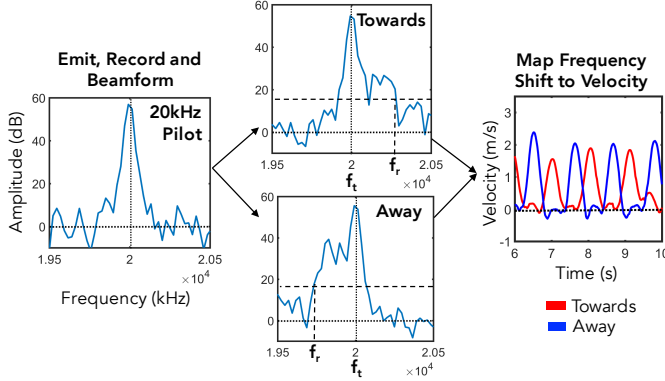 Emit, Record and
Beamform
Amplitude (dB)
60
40
20
0
20kHz
Pilot
1.95
2
2.05
×10⁴
Frequency (kHz)
Towards
60
40
20
0
1.95
2
2.05
fₜ
fᵣ
×10⁴
Away
60
40
20
0
1.95
2
2.05
fᵣ
fₜ
×10⁴
Map Frequency
Shift to Velocity
Velocity (m/s)
3
2
1
0
-1
6
7
8
9
10
Time (s)
Towards
Away